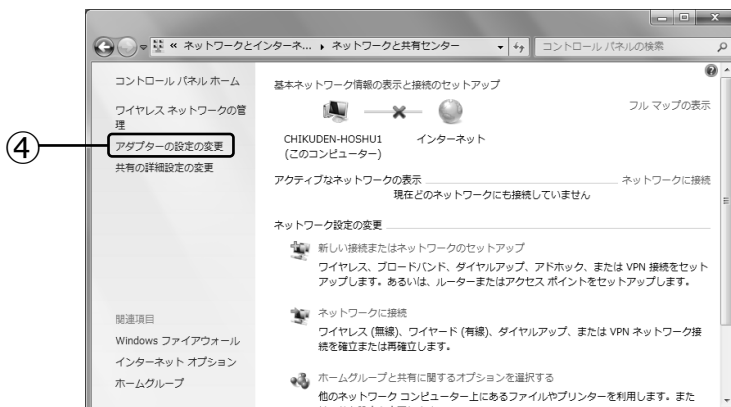 « ネットワークとインターネ... ▸ ネットワークと共有センター
コントロール パネルの検索
コントロール パネル ホーム
ワイヤレス ネットワークの管
理
④
アダプターの設定の変更
共有の詳細設定の変更
関連項目
Windows ファイアウォール
インターネット オプション
ホームグループ
基本ネットワーク情報の表示と接続のセットアップ
フル マップの表示
CHIKUDEN-HOSHU1
(このコンピューター)
インターネット
アクティブなネットワークの表示
ネットワークに接続
現在どのネットワークにも接続していません
ネットワーク設定の変更
新しい接続またはネットワークのセットアップ
ワイヤレス、ブロードバンド、ダイヤルアップ、アドホック、または VPN 接続をセット
アップします。あるいは、ルーターまたはアクセス ポイントをセットアップします。
ネットワークに接続
ワイヤレス (無線)、ワイヤード (有線)、ダイヤルアップ、または VPN ネットワーク接
続を確立または再確立します。
ホームグループと共有に関するオプションを選択する
他のネットワーク コンピューター上にあるファイルやプリンターを利用します。また